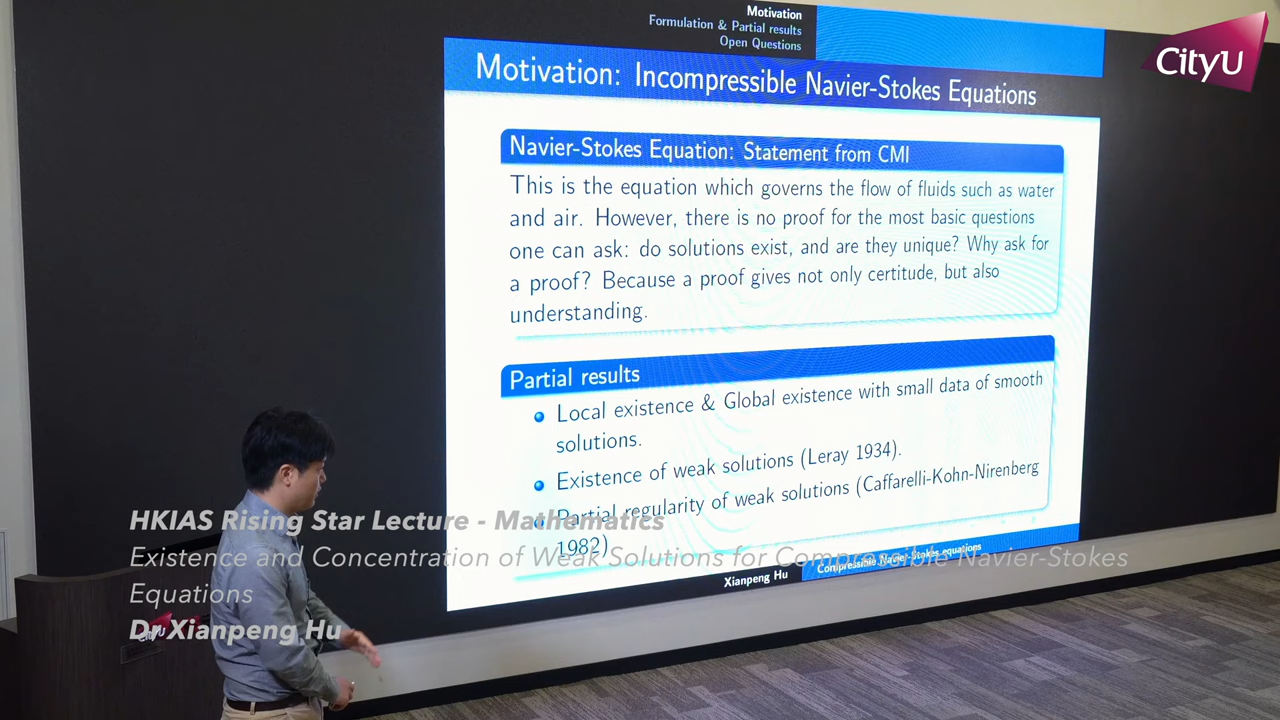 Motivation
Formulation & Partial results
Open Questions
CityU
Motivation: Incompressible Navier-Stokes Equations
Navier-Stokes Equation: Statement from CMI
This is the equation which governs the flow of fluids such as water
and air. However, there is no proof for the most basic questions
one can ask: do solutions exist, and are they unique? Why ask for
a proof? Because a proof gives not only certitude, but also
understanding.
Partial results
Local existence & Global existence with small data of smooth
solutions.
Existence of weak solutions (Leray 1934).
Partial regularity of weak solutions (Caffarelli-Kohn-Nirenberg
1982)
Xianpeng Hu
Compressible Navier-Stokes equations
HKIAS Rising Star Lecture - Mathematics
Existence and Concentration of Weak Solutions for Compressible Navier-Stokes
Equations
Dr Xianpeng Hu
CityU